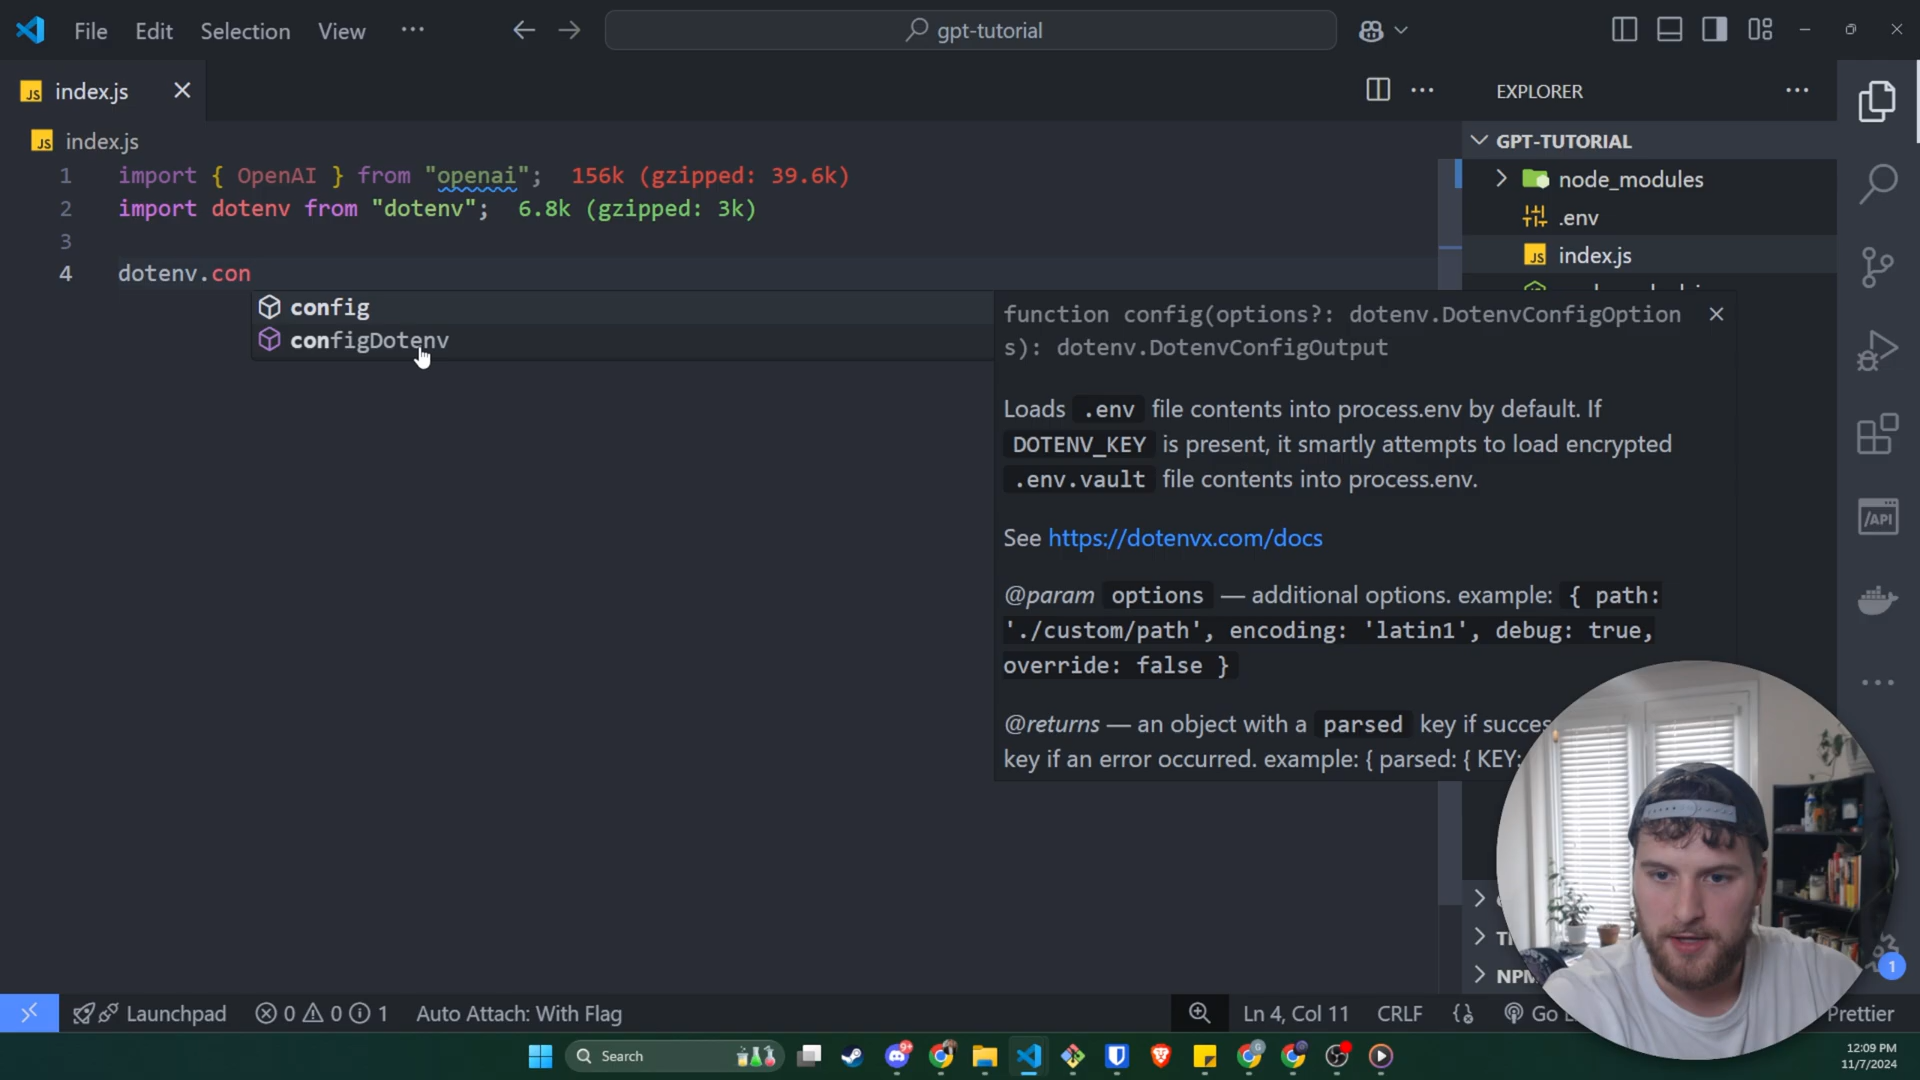 File Edit Selection View ... gpt-tutorial
JS index.js
EXPLORER
JS index.js
GPT-TUTORIAL
1 import { OpenAI } from "openai"; 156k (gzipped: 39.6k)
node_modules
2 import dotenv from "dotenv"; 6.8k (gzipped: 3k)
.env
3
JS index.js
4 dotenv.con
config
configDotenv
function config(options?: dotenv.DotenvConfigOption
s): dotenv.DotenvConfigOutput
Loads .env file contents into process.env by default. If
DOTENV_KEY is present, it smartly attempts to load encrypted
.env.vault file contents into process.env.
/API
See https://dotenvx.com/docs
@param options — additional options. example: { path:
'./custom/path', encoding: 'latin1', debug: true,
override: false }
@returns — an object with a parsed key if succes
key if an error occurred. example: { parsed: { KEY:
NPM
1
Launchpad 0 0 1 Auto Attach: With Flag Ln 4, Col 11 CRLF Go Prettier
Search
9+
12:09 PM
11/7/2024